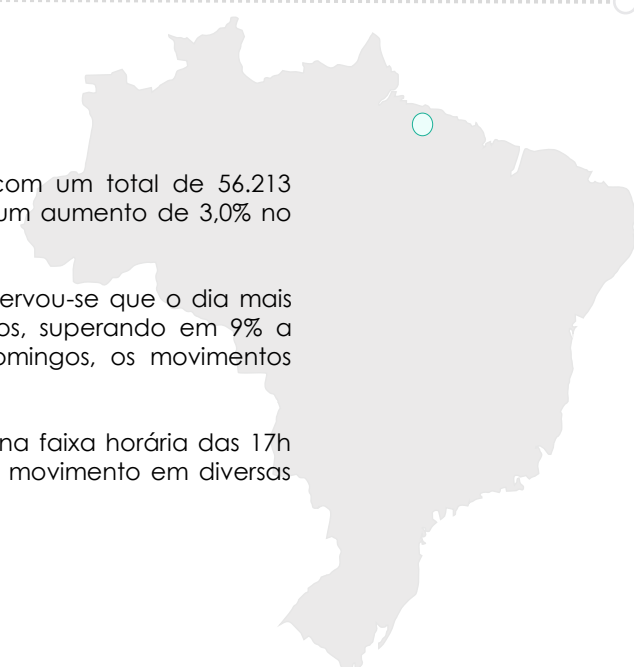 com um total de 56.213
um aumento de 3,0% no
ervou-se que o dia mais
os, superando em 9% a
omingos, os movimentos
na faixa horária das 17h
movimento em diversas